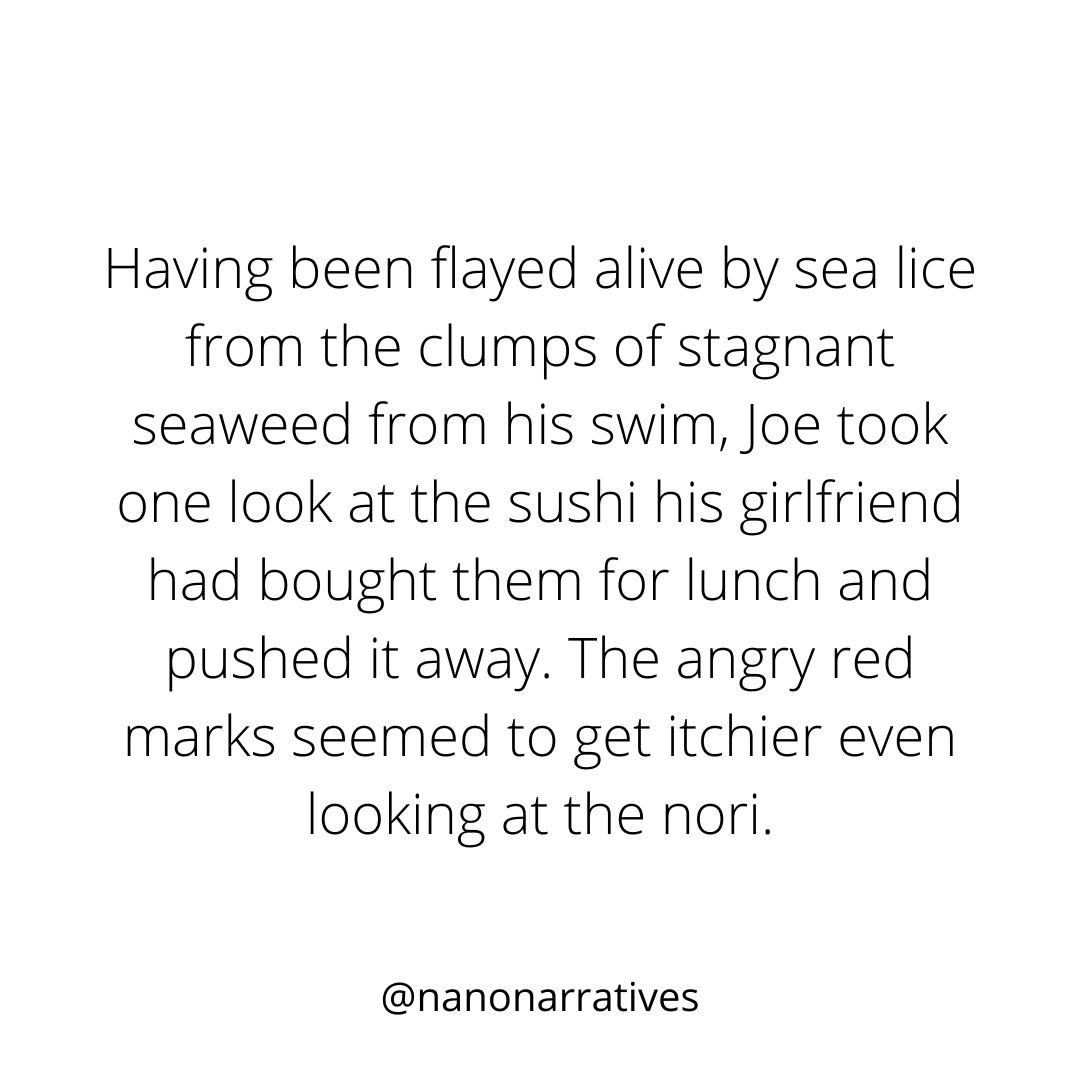 Having been flayed alive by sea lice
from the clumps of stagnant
seaweed from his swim, Joe took
one look at the sushi his girlfriend
had bought them for lunch and
pushed it away. The angry red
marks seemed to get itchier even
looking at the nori.
@nanonarratives